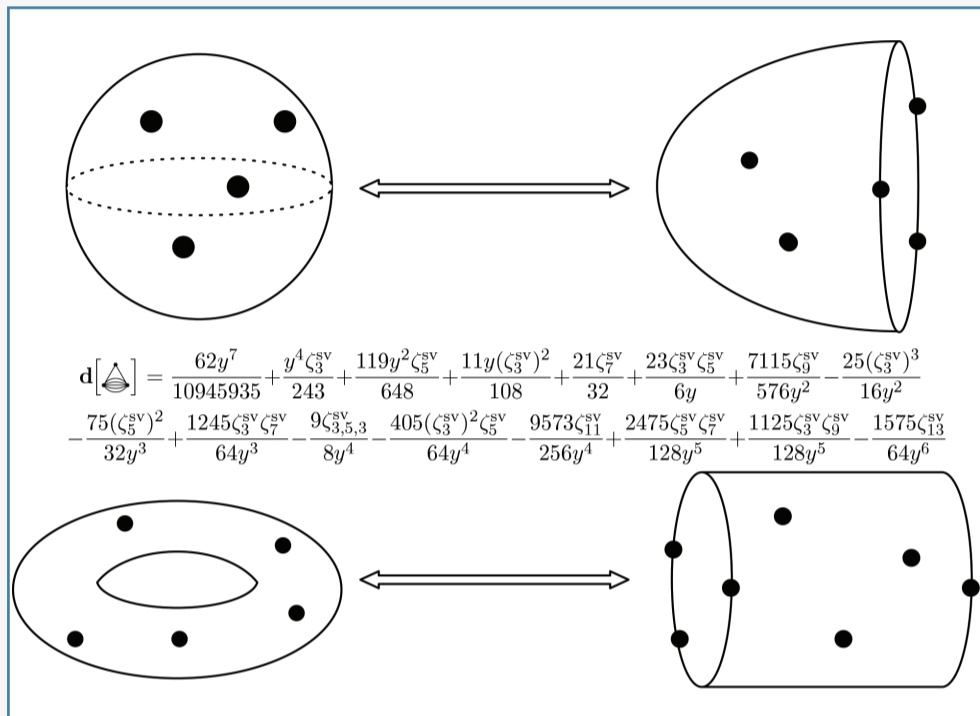 d[] = 62y^7/10945935 + y^4ζ_3^sv/243 + 119y^2ζ_5^sv/648 + 11y(ζ_3^sv)^2/108 + 21ζ_7^sv/32 + 23ζ_3^svζ_5^sv/6y + 7115ζ_9^sv/576y^2 − 25(ζ_3^sv)^3/16y^2
− 75(ζ_5^sv)^2/32y^3 + 1245ζ_3^svζ_7^sv/64y^3 − 9ζ_{3,5,3}^sv/8y^4 − 405(ζ_3^sv)^2ζ_5^sv/64y^4 − 9573ζ_11^sv/256y^4 + 2475ζ_5^svζ_7^sv/128y^5 + 1125ζ_3^svζ_9^sv/128y^5 − 1575ζ_13^sv/64y^6